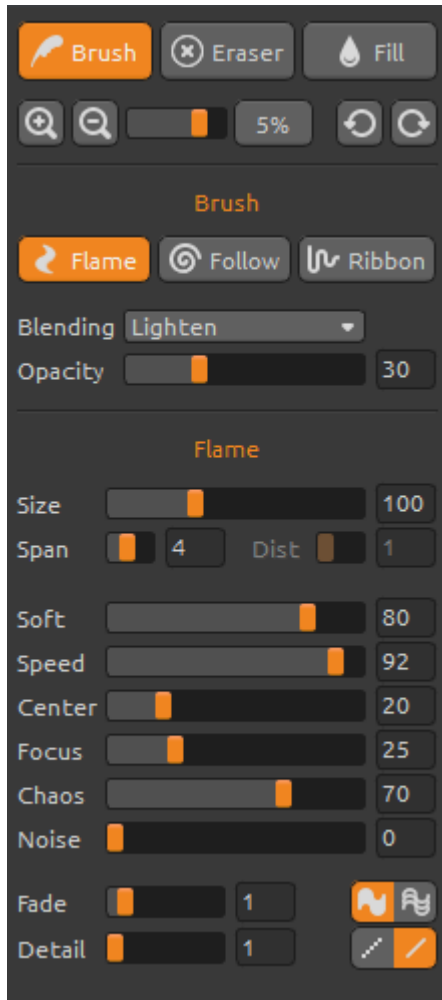 Brush Eraser Fill
5%
Brush
Flame Follow Ribbon
Blending Lighten
Opacity 30
Flame
Size 100
Span 4 Dist 1
Soft 80
Speed 92
Center 20
Focus 25
Chaos 70
Noise 0
Fade 1
Detail 1